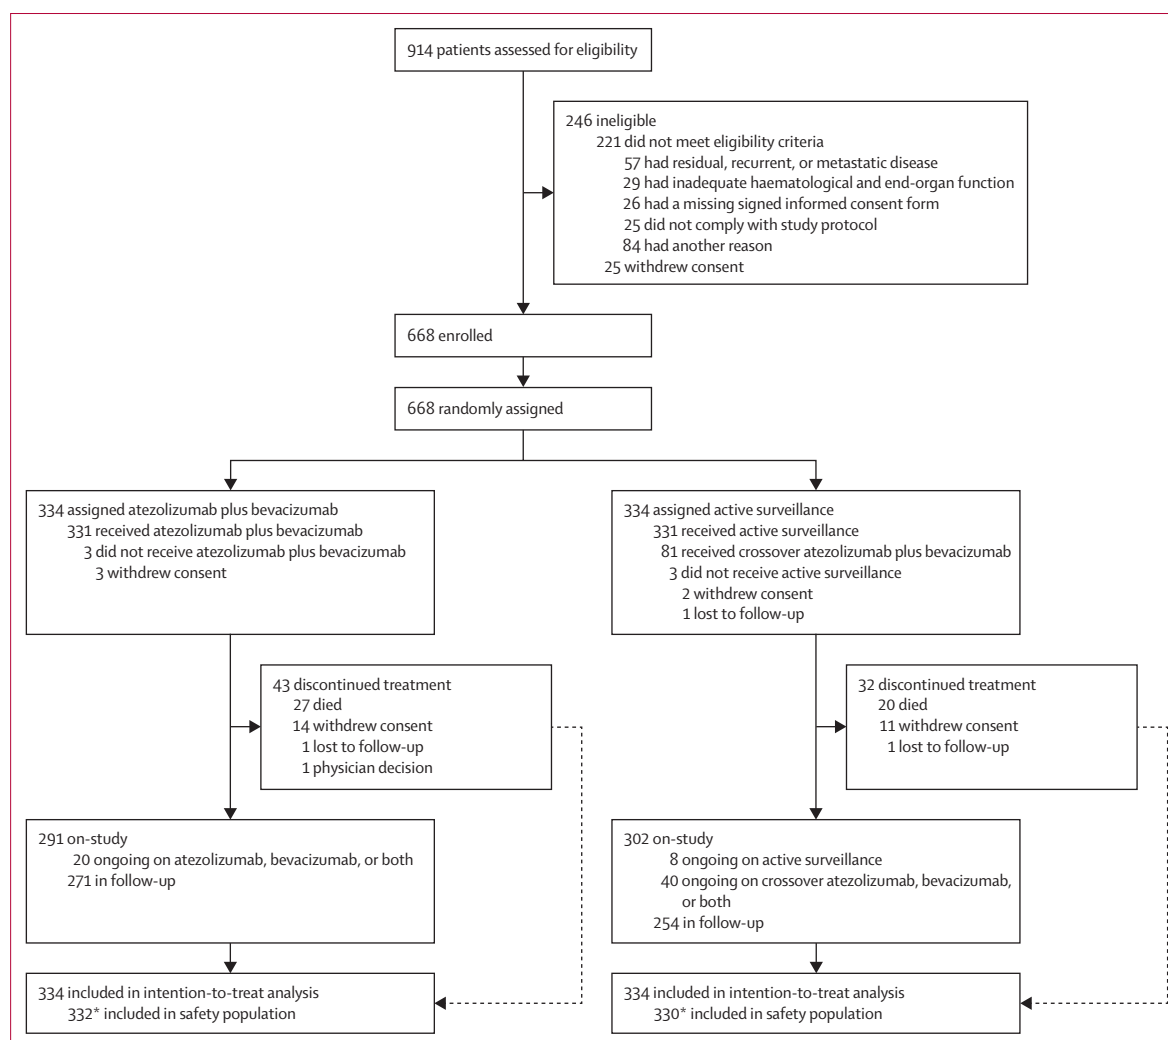 914 patients assessed for eligibility
246 ineligible
221 did not meet eligibility criteria
57 had residual, recurrent, or metastatic disease
29 had inadequate haematological and end-organ function
26 had a missing signed informed consent form
25 did not comply with study protocol
84 had another reason
25 withdrew consent
668 enrolled
668 randomly assigned
334 assigned atezolizumab plus bevacizumab
331 received atezolizumab plus bevacizumab
3 did not receive atezolizumab plus bevacizumab
3 withdrew consent
334 assigned active surveillance
331 received active surveillance
81 received crossover atezolizumab plus bevacizumab
3 did not receive active surveillance
2 withdrew consent
1 lost to follow-up
43 discontinued treatment
27 died
14 withdrew consent
1 lost to follow-up
1 physician decision
32 discontinued treatment
20 died
11 withdrew consent
1 lost to follow-up
291 on-study
20 ongoing on atezolizumab, bevacizumab, or both
271 in follow-up
302 on-study
8 ongoing on active surveillance
40 ongoing on crossover atezolizumab, bevacizumab,
or both
254 in follow-up
334 included in intention-to-treat analysis
332* included in safety population
334 included in intention-to-treat analysis
330* included in safety population